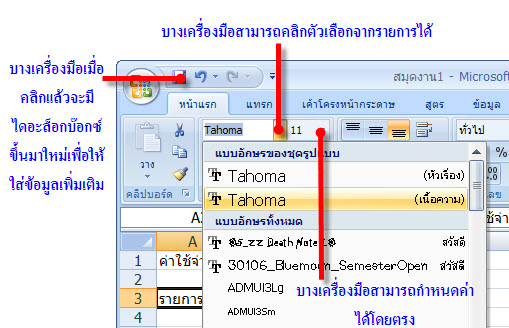 บางเครื่องมือสามารถคลิกตัวเลือกจากรายการได้
บางเครื่องมือเมื่อ
คลิกแล้วจะมี
ไดอะล็อกบ๊อกซ์
ขึ้นมาใหม่เพื่อให้
ใส่ข้อมูลเพิ่มเติม
สมุดงาน1 - Microsoft
หน้าแรก แทรก เค้าโครงหน้ากระดาษ สูตร ข้อมูล
วาง
คลิปบอร์ด
Tahoma 11
ทั่วไป
%
แบบอักษรของชุดรูปแบบ
Tahoma (หัวเรื่อง)
Tahoma (เนื้อความ)
แบบอักษรทั้งหมด
สวัสดี
30106_Bluemoon_SemesterOpen สวัสดี
ADMUI3Lg
ADMUI3Sm
A
1 ค่าใช้จ่
2
3 รายการ
4
บางเครื่องมือสามารถกำหนดค่า
ได้โดยตรง